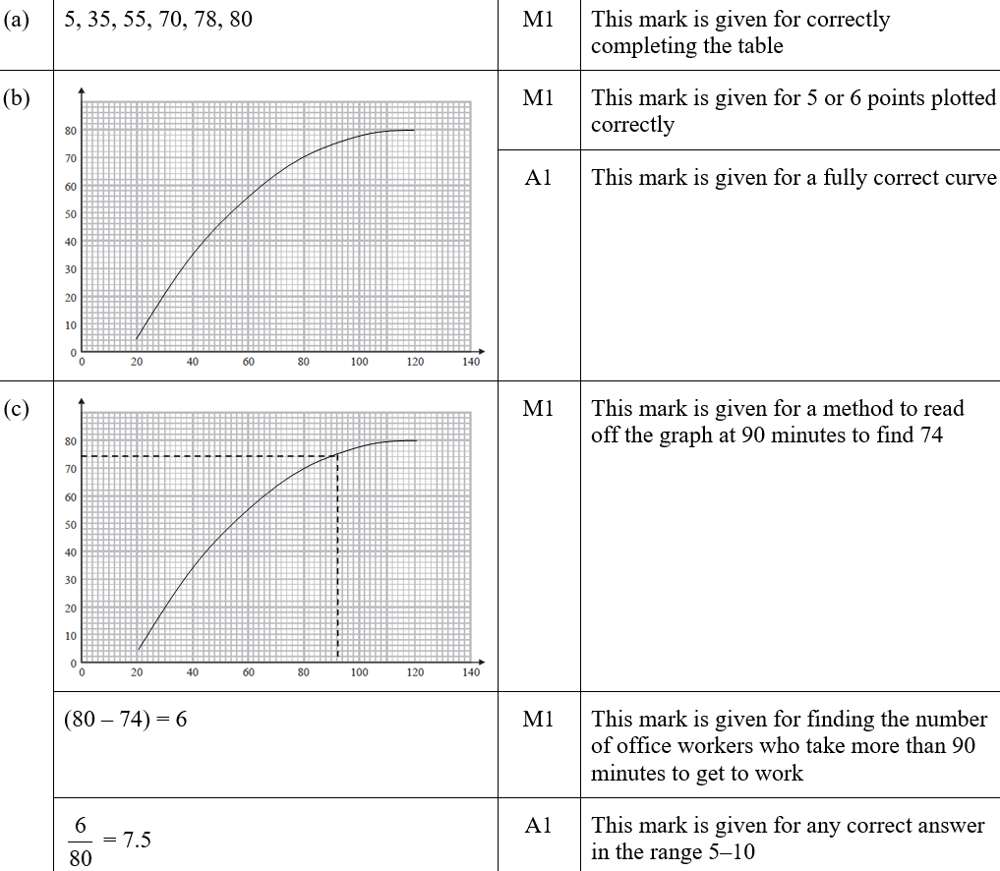 (a) 5, 35, 55, 70, 78, 80 M1 This mark is given for correctly
completing the table
(b) M1 This mark is given for 5 or 6 points plotted
correctly
A1 This mark is given for a fully correct curve
80
70
60
50
40
30
20
10
0
0 20 40 60 80 100 120 140
(c) M1 This mark is given for a method to read
off the graph at 90 minutes to find 74
80
70
60
50
40
30
20
10
0
0 20 40 60 80 100 120 140
(80 – 74) = 6 M1 This mark is given for finding the number
of office workers who take more than 90
minutes to get to work
6/80 = 7.5 A1 This mark is given for any correct answer
in the range 5–10